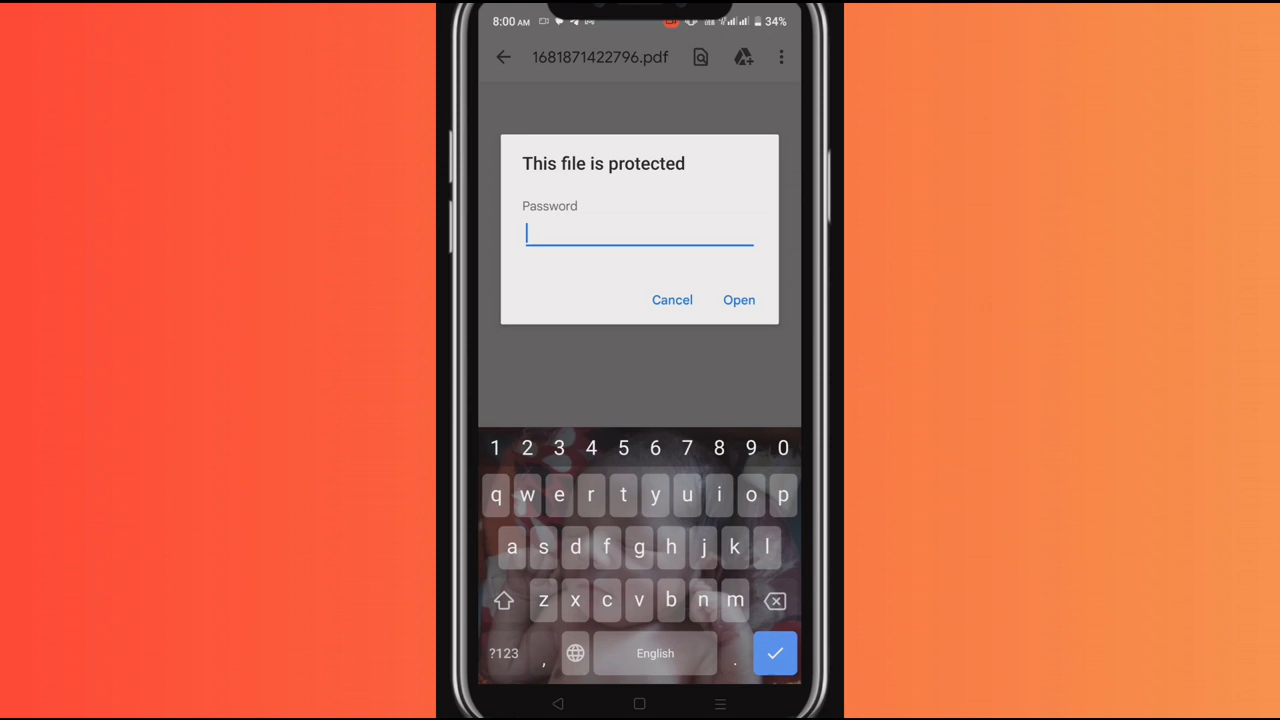 8:00 AM 34%
1681871422796.pdf
This file is protected
Password
Cancel Open
1 2 3 4 5 6 7 8 9 0
q w e r t y u i o p
a s d f g h j k l
z x c v b n m
?123 , English .